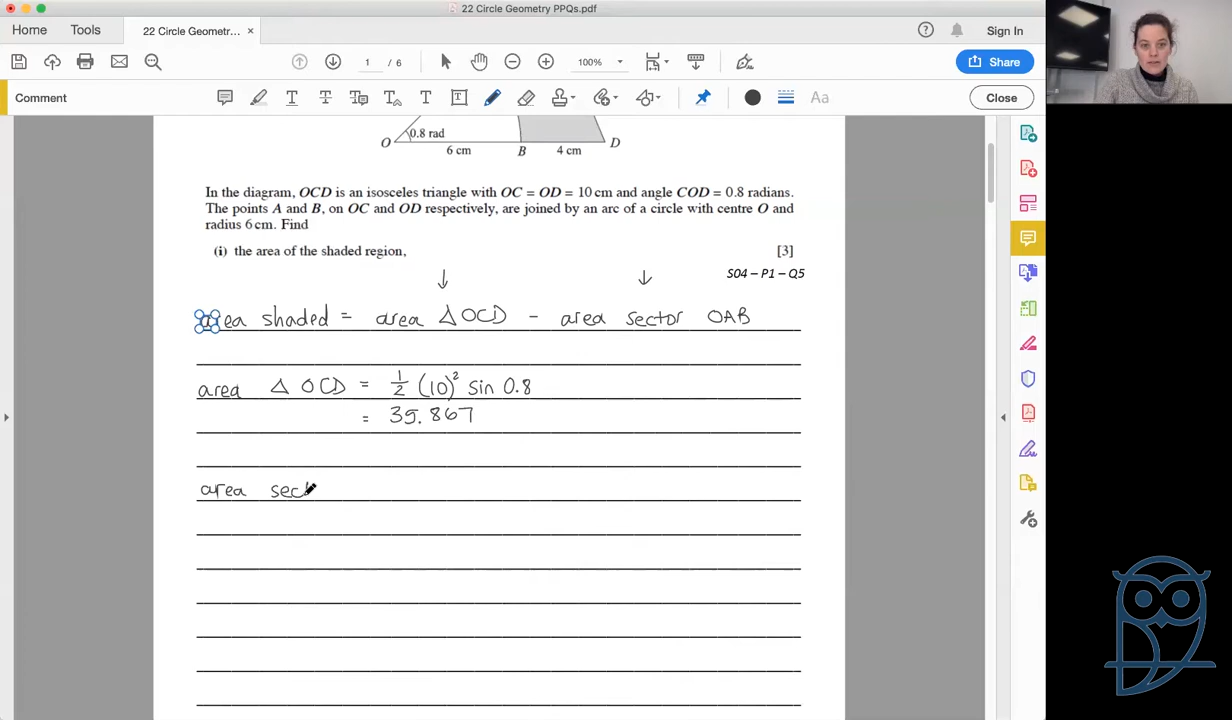 22 Circle Geometry PPQs.pdf
Home Tools 22 Circle Geometr... × Sign In
1 / 6 100% Share
Comment T T T T Aa Close
O 0.8 rad 6 cm B 4 cm D
In the diagram, OCD is an isosceles triangle with OC = OD = 10 cm and angle COD = 0.8 radians.
The points A and B, on OC and OD respectively, are joined by an arc of a circle with centre O and
radius 6 cm. Find
(i) the area of the shaded region, [3]
S04 – P1 – Q5
↓ ↓
area shaded = area △OCD - area sector OAB
area △ OCD = 1/2 (10)² sin 0.8
= 35.867
area sect